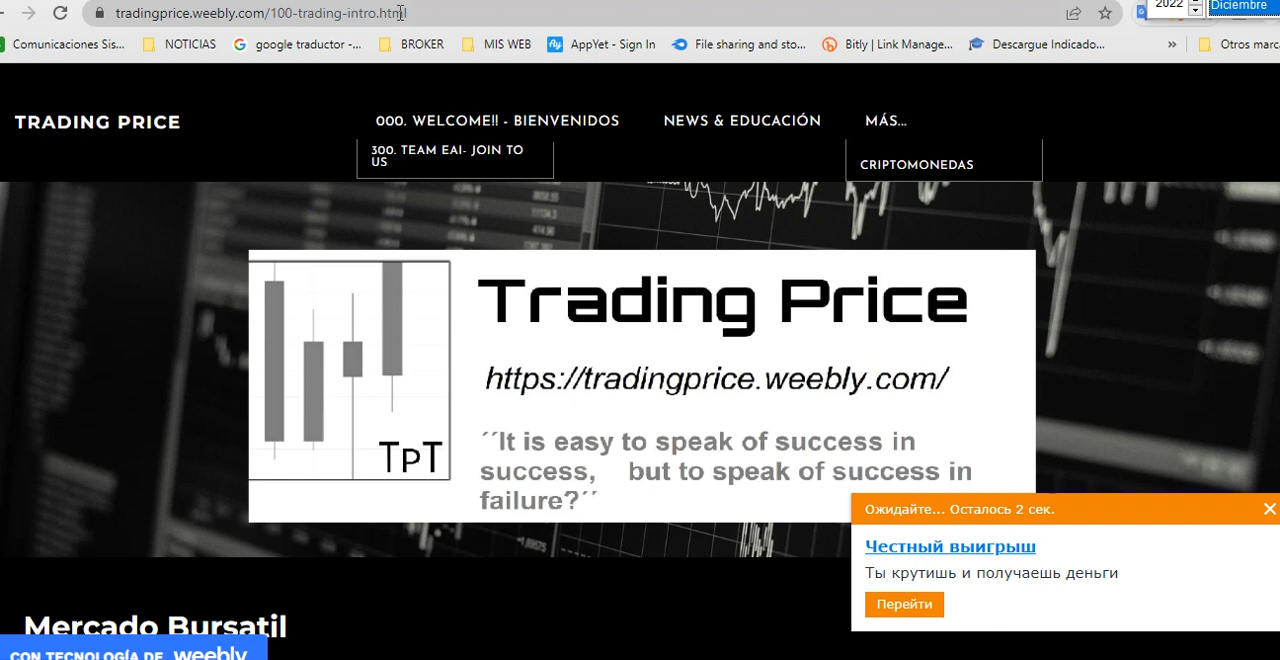 tradingprice.weebly.com/100-trading-intro.html
2022
Diciembre
Comunicaciones Sis...
NOTICIAS
google traductor -...
BROKER
MIS WEB
AppYet - Sign In
File sharing and sto...
Bitly | Link Manage...
Descargue Indicado...
»
Otros marc
TRADING PRICE
000. WELCOME!! - BIENVENIDOS
NEWS & EDUCACIÓN
MÁS...
300. TEAM EAI- JOIN TO
US
CRIPTOMONEDAS
Trading Price
https://tradingprice.weebly.com/
TpT
´´It is easy to speak of success in
success, but to speak of success in
failure?´´
Ожидайте... Осталось 2 сек.
Честный выигрыш
Ты крутишь и получаешь деньги
Перейти
Mercado Bursatil
CON TECNOLOGÍA DE weebly